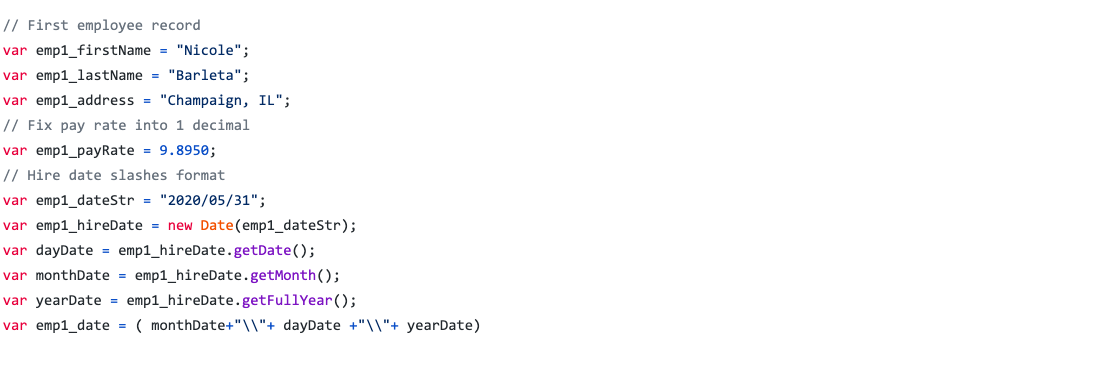 // First employee record
var emp1_firstName = "Nicole";
var emp1_lastName = "Barleta";
var emp1_address = "Champaign, IL";
// Fix pay rate into 1 decimal
var emp1_payRate = 9.8950;
// Hire date slashes format
var emp1_dateStr = "2020/05/31";
var emp1_hireDate = new Date(emp1_dateStr);
var dayDate = emp1_hireDate.getDate();
var monthDate = emp1_hireDate.getMonth();
var yearDate = emp1_hireDate.getFullYear();
var emp1_date = ( monthDate+"\\"+ dayDate +"\\"+ yearDate)